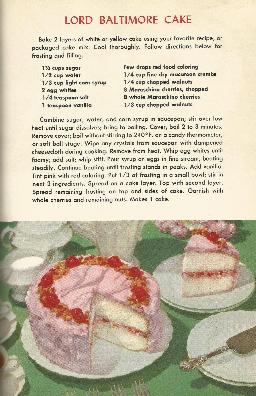 LORD BALTIMORE CAKE
Bake 2 layers of white or yellow cake using your favorite recipe, or
packaged cake mix. Cool thoroughly. Follow directions below for
frosting and filling.
1½ cups sugar
1/2 cup water
1/3 cup light corn syrup
2 egg whites
1/4 teaspoon salt
1 teaspoon vanilla
Few drops red food coloring
1/4 cup fine dry macaroon crumbs
1/4 cup chopped walnuts
8 Maraschino cherries, chopped
8 whole Maraschino cherries
1/3 cup chopped walnuts
Combine sugar, water, and corn syrup in saucepan; stir over low
heat until sugar dissolves; bring to boiling. Cover, boil 2 to 3 minutes.
Remove cover; boil without stirring to 240°F. on a candy thermometer,
or soft ball stage. Wipe any crystals from saucepan with dampened
cheesecloth during cooking. Remove from heat. Whip egg whites until
foamy; add salt; whip stiff. Pour syrup on eggs in fine stream, beating
steadily. Continue beating until frosting stands in peaks. Add vanilla.
Tint pink with red coloring. Put 1/3 of frosting in a small bowl; stir in
next 3 ingredients. Spread on a cake layer. Top with second layer.
Spread remaining frosting on top and sides of cake. Garnish with
whole cherries and remaining nuts. Makes 1 cake.